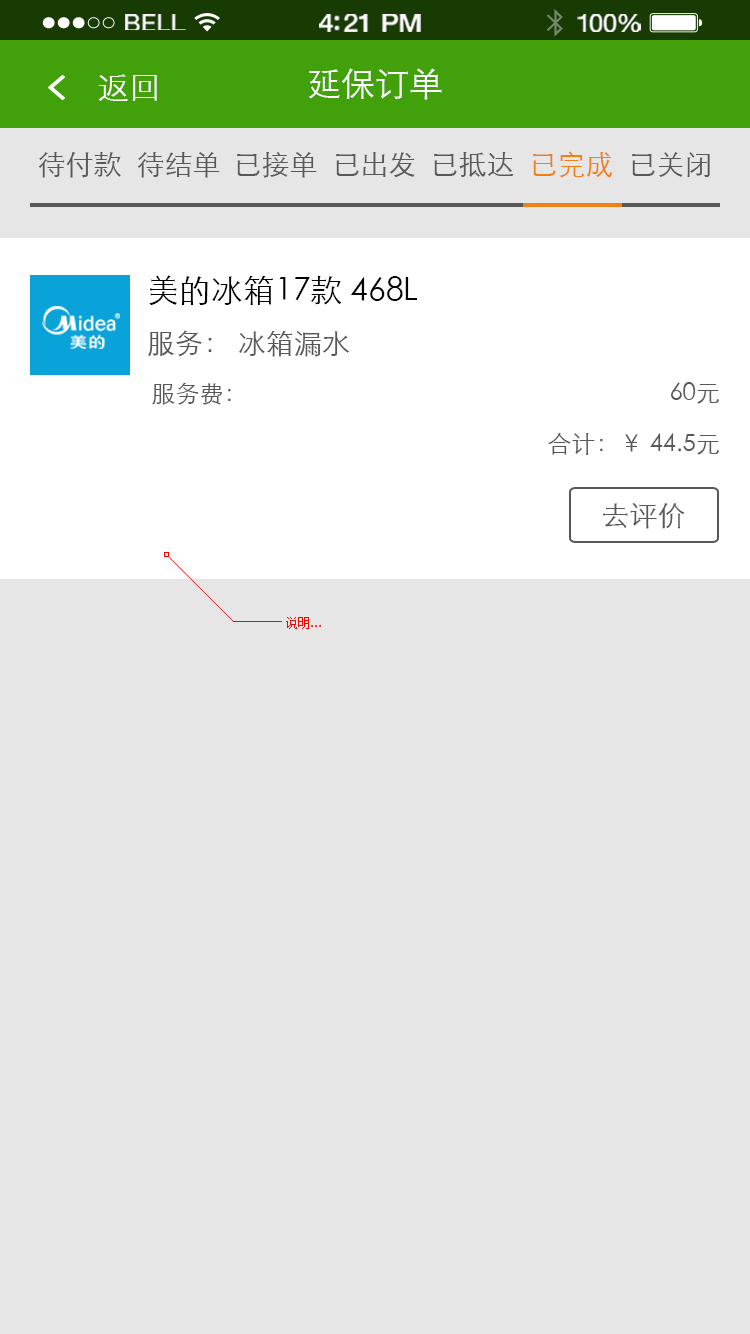 BELL 4:21 PM 100%
返回 延保订单
待付款 待结单 已接单 已出发 已抵达 已完成 已关闭
美的冰箱17款 468L
Midea®
美的
服务： 冰箱漏水
服务费： 60元
合计：￥ 44.5元
去评价
说明...